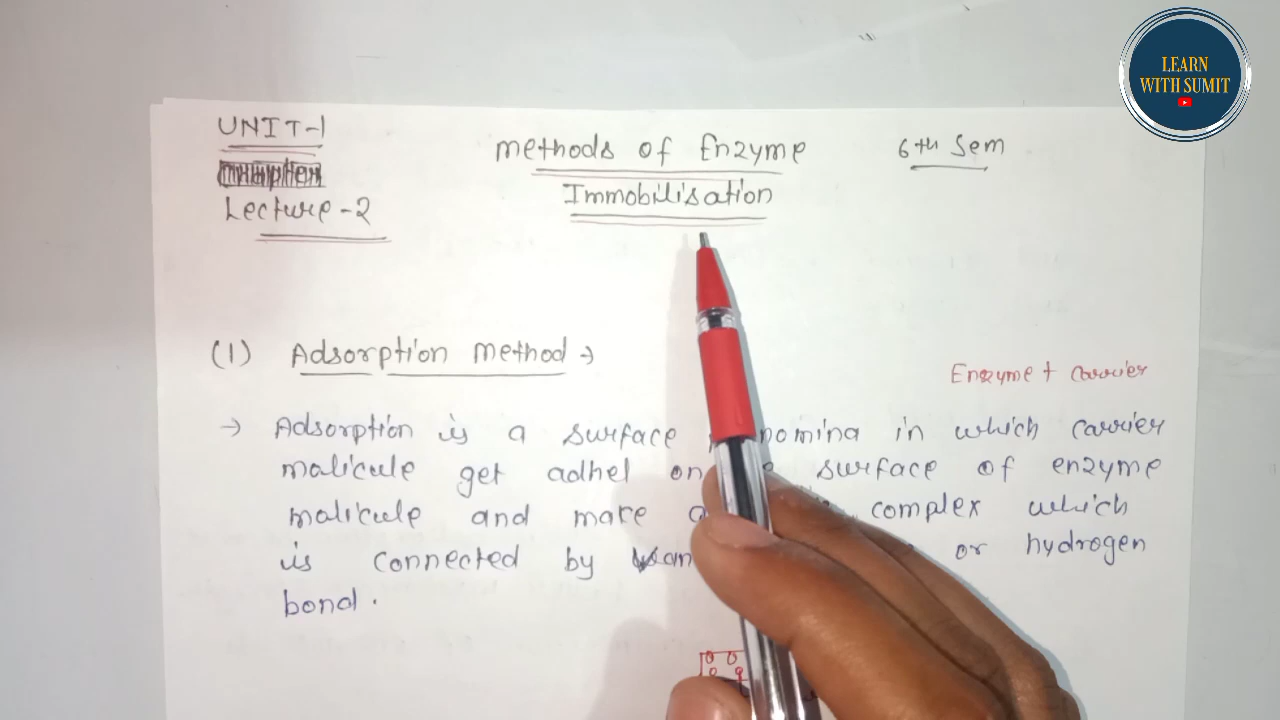 LEARN
WITH SUMIT
UNIT-1
Lecture-2
methods of Enzyme
Immobilisation
6th Sem
(1) Adsorption method →
Enzyme + carrier
→ Adsorption is a surface nomina in which carrier
malicule get adhel on surface of enzyme
malicule and make a complex which
is connected by or hydrogen
bond.